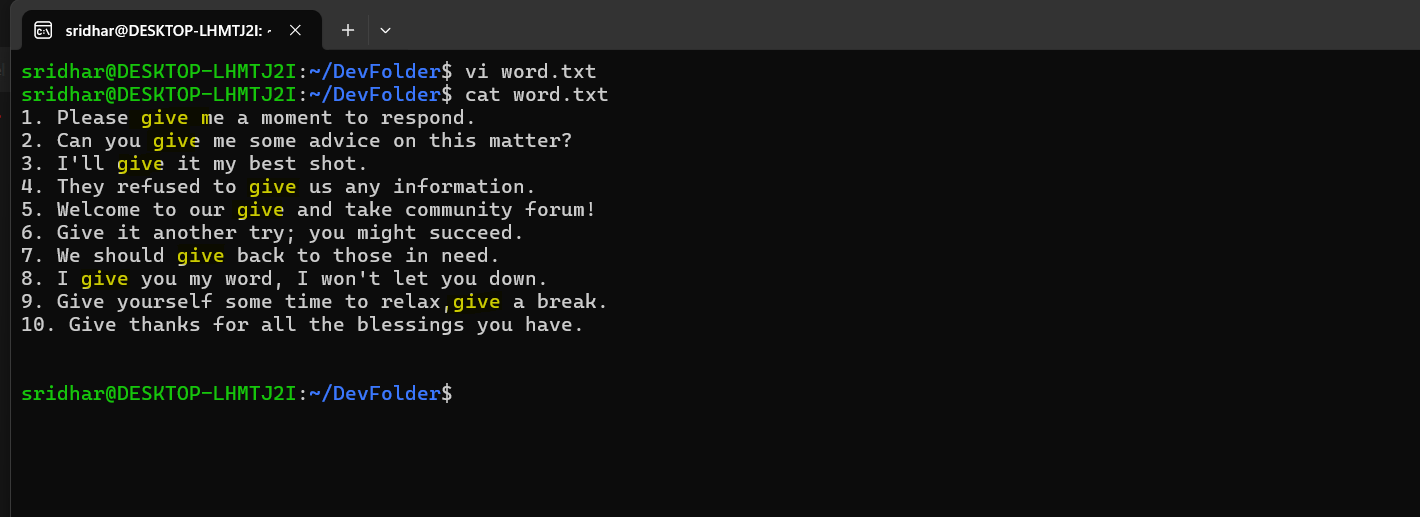 sridhar@DESKTOP-LHMTJ2I: ~
sridhar@DESKTOP-LHMTJ2I:~/DevFolder$ vi word.txt
sridhar@DESKTOP-LHMTJ2I:~/DevFolder$ cat word.txt
1. Please give me a moment to respond.
2. Can you give me some advice on this matter?
3. I'll give it my best shot.
4. They refused to give us any information.
5. Welcome to our give and take community forum!
6. Give it another try; you might succeed.
7. We should give back to those in need.
8. I give you my word, I won't let you down.
9. Give yourself some time to relax,give a break.
10. Give thanks for all the blessings you have.
sridhar@DESKTOP-LHMTJ2I:~/DevFolder$